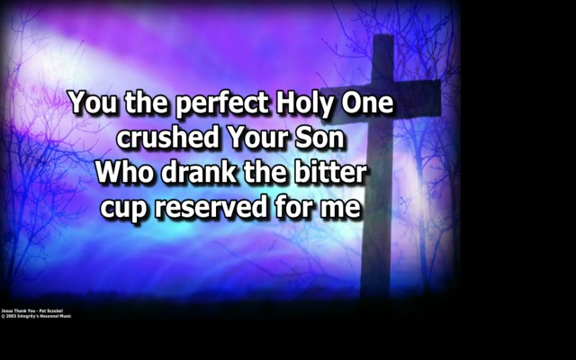 You the perfect Holy One
crushed Your Son
Who drank the bitter
cup reserved for me
Jesus Thank You - Pat Sczebel
© 2003 Integrity's Hosanna! Music